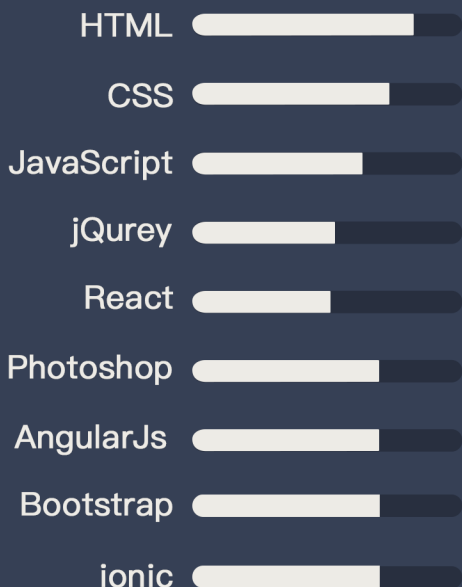 HTML
CSS
JavaScript
jQurey
React
Photoshop
AngularJs
Bootstrap
ionic